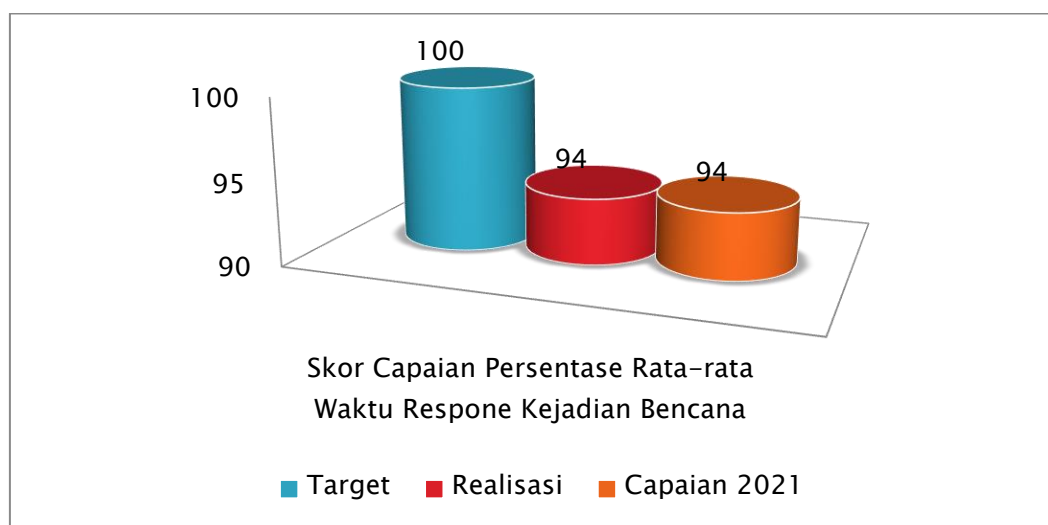 100
94
94
100
95
90
Skor Capaian Persentase Rata-rata
Waktu Respone Kejadian Bencana
Target Realisasi Capaian 2021